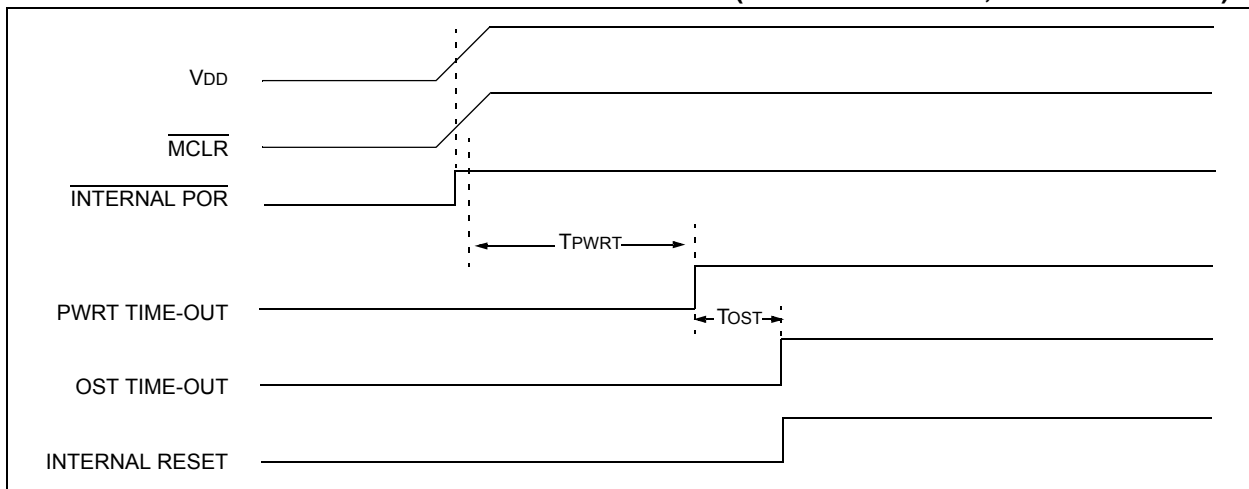 VDD
MCLR
INTERNAL POR
TPWRT
PWRT TIME-OUT
TOST
OST TIME-OUT
INTERNAL RESET